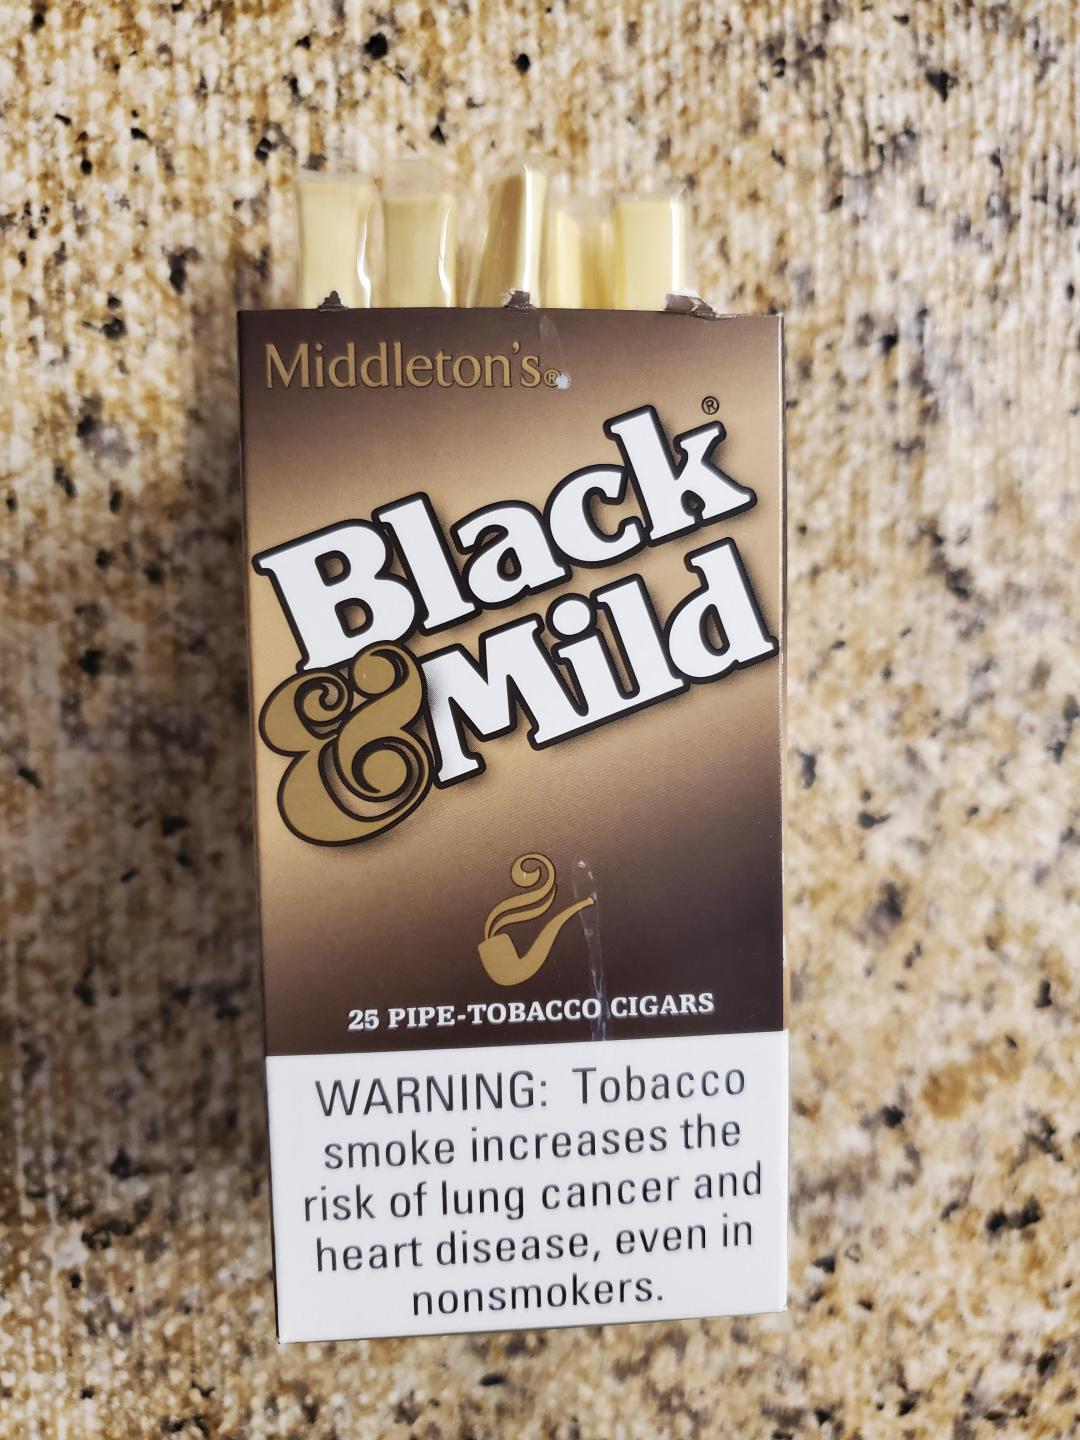 Middleton's®
Black®
& Mild
25 PIPE-TOBACCO CIGARS
WARNING: Tobacco
smoke increases the
risk of lung cancer and
heart disease, even in
nonsmokers.